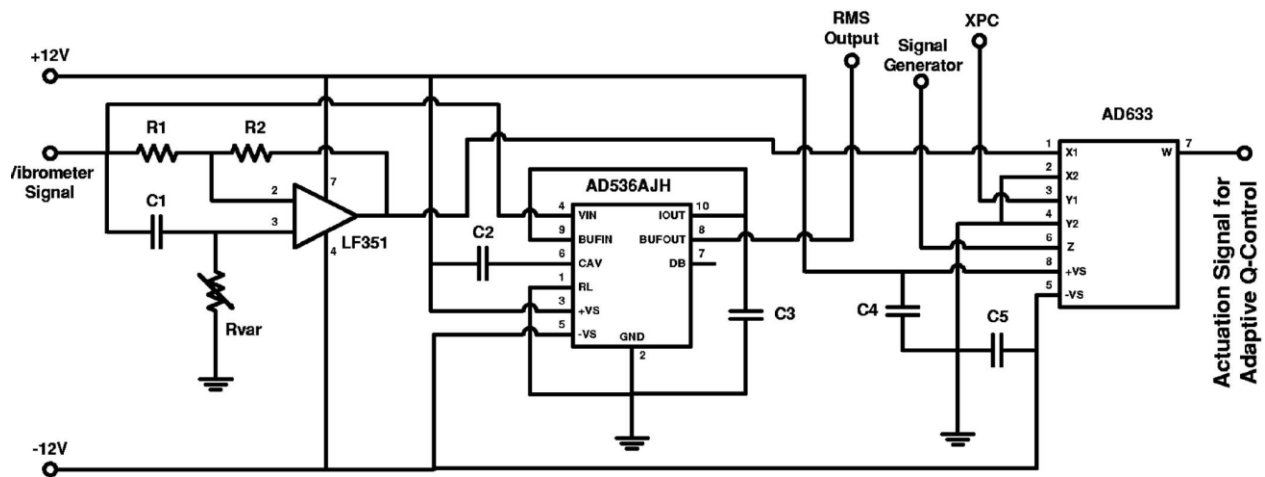 RMS
Output
XPC
Signal
Generator
+12V
R1
R2
AD633
Vibrometer
Signal
C1
2
3
7
4
LF351
AD536AJH
4
VIN
IOUT
10
9
BUFIN
BUFOUT
8
6
CAV
DB
7
1
RL
3
+VS
5
-VS
GND
2
C2
C3
Rvar
1
X1
W
7
2
X2
3
Y1
4
Y2
6
Z
8
+VS
5
-VS
C4
C5
Actuation Signal for
Adaptive Q-Control
-12V